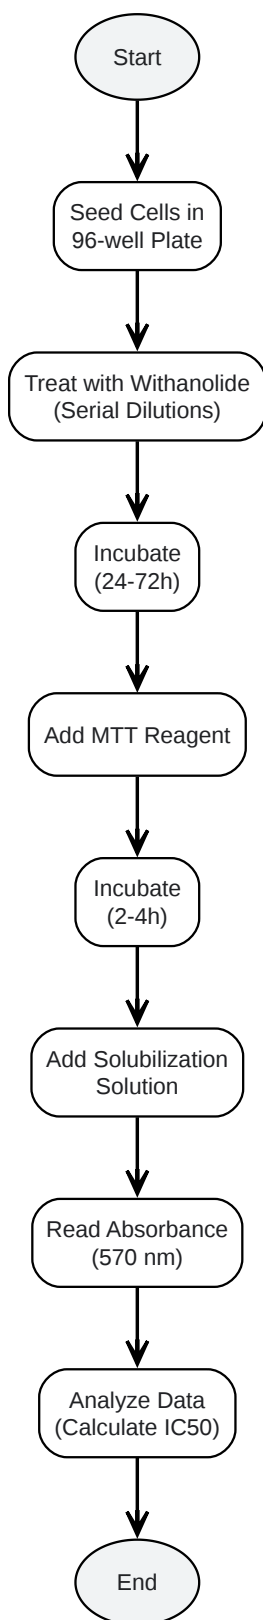 Start
Seed Cells in
96-well Plate
Treat with Withanolide
(Serial Dilutions)
Incubate
(24-72h)
Add MTT Reagent
Incubate
(2-4h)
Add Solubilization
Solution
Read Absorbance
(570 nm)
Analyze Data
(Calculate IC50)
End